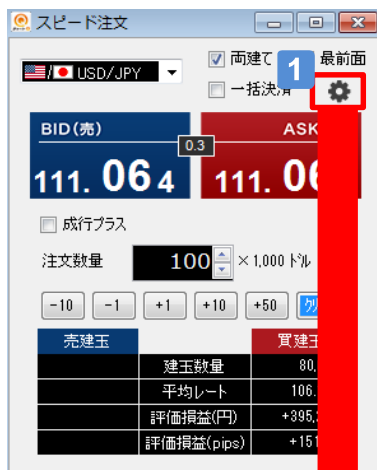 スピード注文
両建て 最前面
1
USD/JPY
一括決済
BID(売) ASK
0.3
111.064 111.
成行プラス
注文数量 100 ×1,000ドル
-10 -1 +1 +10 +50
売建玉 買建玉
建玉数量 80,
平均レート 106.
評価損益(円) +395,
評価損益(pips) +151